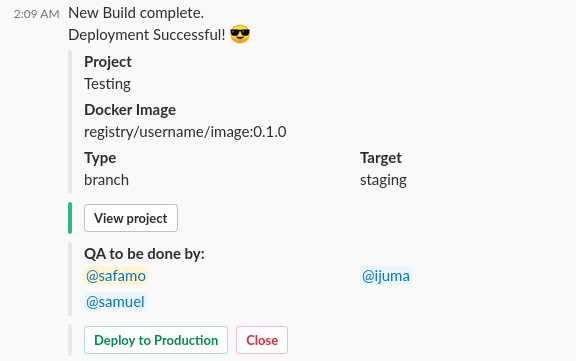 2:09 AM New Build complete.
Deployment Successful! 😎
Project
Testing
Docker Image
registry/username/image:0.1.0
Type Target
branch staging
View project
QA to be done by:
@safamo @ijuma
@samuel
Deploy to Production Close